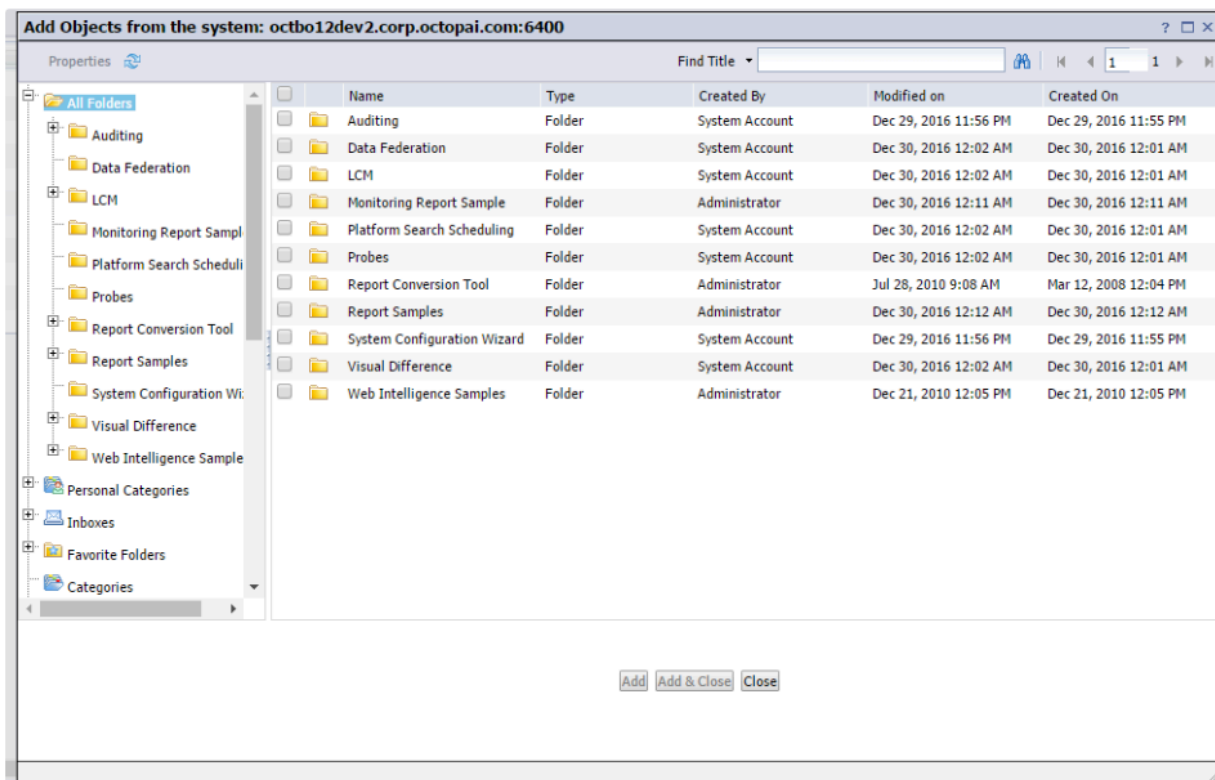 Add Objects from the system: octbo12dev2.corp.octopai.com:6400 ?
Properties Find Title 1 1
All Folders
Auditing
Data Federation
LCM
Monitoring Report Sampl
Platform Search Scheduli
Probes
Report Conversion Tool
Report Samples
System Configuration Wi
Visual Difference
Web Intelligence Sample
Personal Categories
Inboxes
Favorite Folders
Categories
Name Type Created By Modified on Created On
Auditing Folder System Account Dec 29, 2016 11:56 PM Dec 29, 2016 11:55 PM
Data Federation Folder System Account Dec 30, 2016 12:02 AM Dec 30, 2016 12:01 AM
LCM Folder System Account Dec 30, 2016 12:02 AM Dec 30, 2016 12:01 AM
Monitoring Report Sample Folder Administrator Dec 30, 2016 12:11 AM Dec 30, 2016 12:11 AM
Platform Search Scheduling Folder System Account Dec 30, 2016 12:02 AM Dec 30, 2016 12:01 AM
Probes Folder System Account Dec 30, 2016 12:02 AM Dec 30, 2016 12:01 AM
Report Conversion Tool Folder Administrator Jul 28, 2010 9:08 AM Mar 12, 2008 12:04 PM
Report Samples Folder Administrator Dec 30, 2016 12:12 AM Dec 30, 2016 12:12 AM
System Configuration Wizard Folder System Account Dec 29, 2016 11:56 PM Dec 29, 2016 11:55 PM
Visual Difference Folder System Account Dec 30, 2016 12:02 AM Dec 30, 2016 12:01 AM
Web Intelligence Samples Folder Administrator Dec 21, 2010 12:05 PM Dec 21, 2010 12:05 PM
Add Add & Close Close